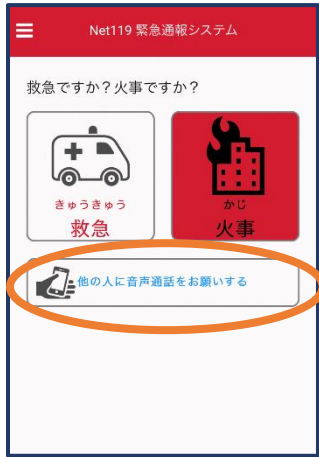 Net119 緊急通報システム
救急ですか？火事ですか？
きゅうきゅう
救急
かじ
火事
他の人に音声通話をお願いする